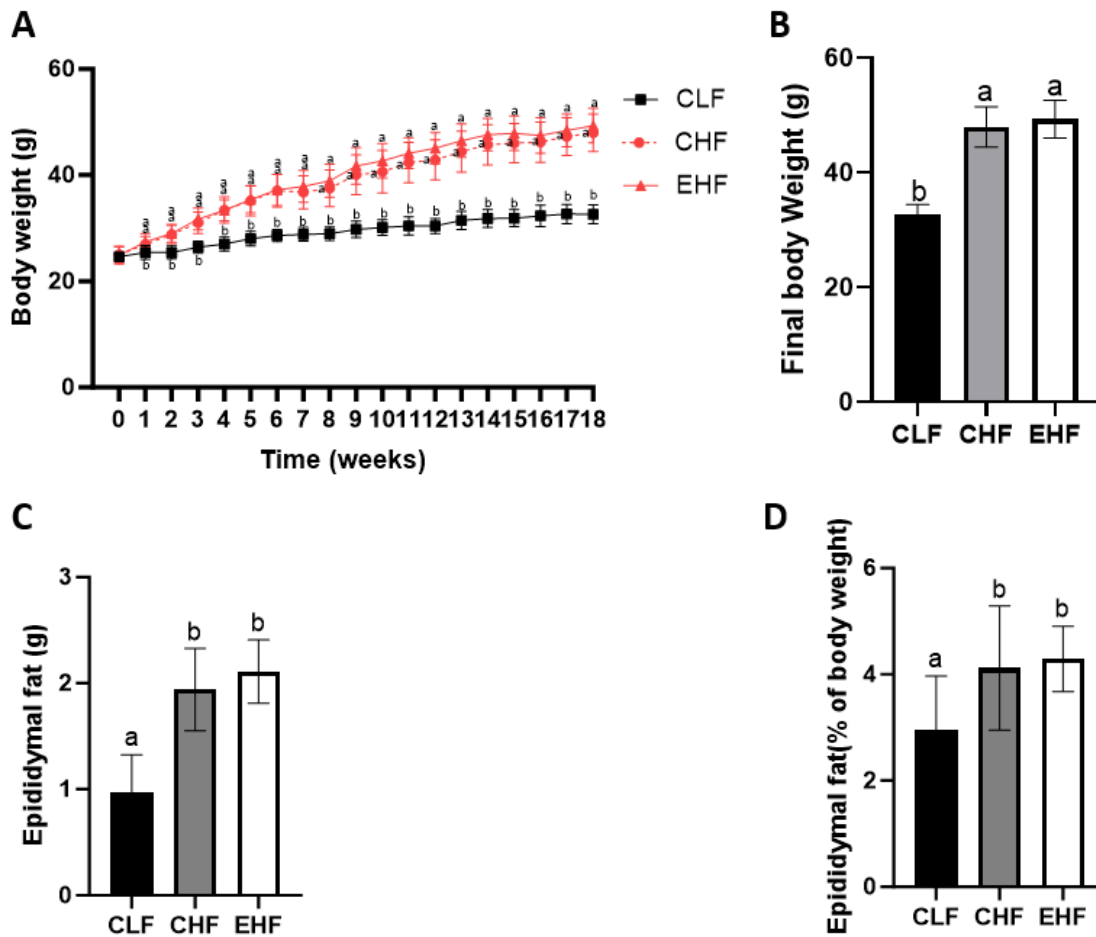 A
Body weight (g)
60
40
20
0
a a a a a a a a a a a a a a a a a a
a a a a a a a a a a a a a a a a a a
b b b b b b b b b b b b b b b b b b
0 1 2 3 4 5 6 7 8 9 10 11 12 13 14 15 16 17 18
Time (weeks)
CLF
CHF
EHF
B
Final body Weight (g)
60
40
20
0
b a a
CLF CHF EHF
C
Epididymal fat (g)
3
2
1
0
a b b
CLF CHF EHF
D
Epididymal fat(% of body weight)
6
4
2
0
a b b
CLF CHF EHF